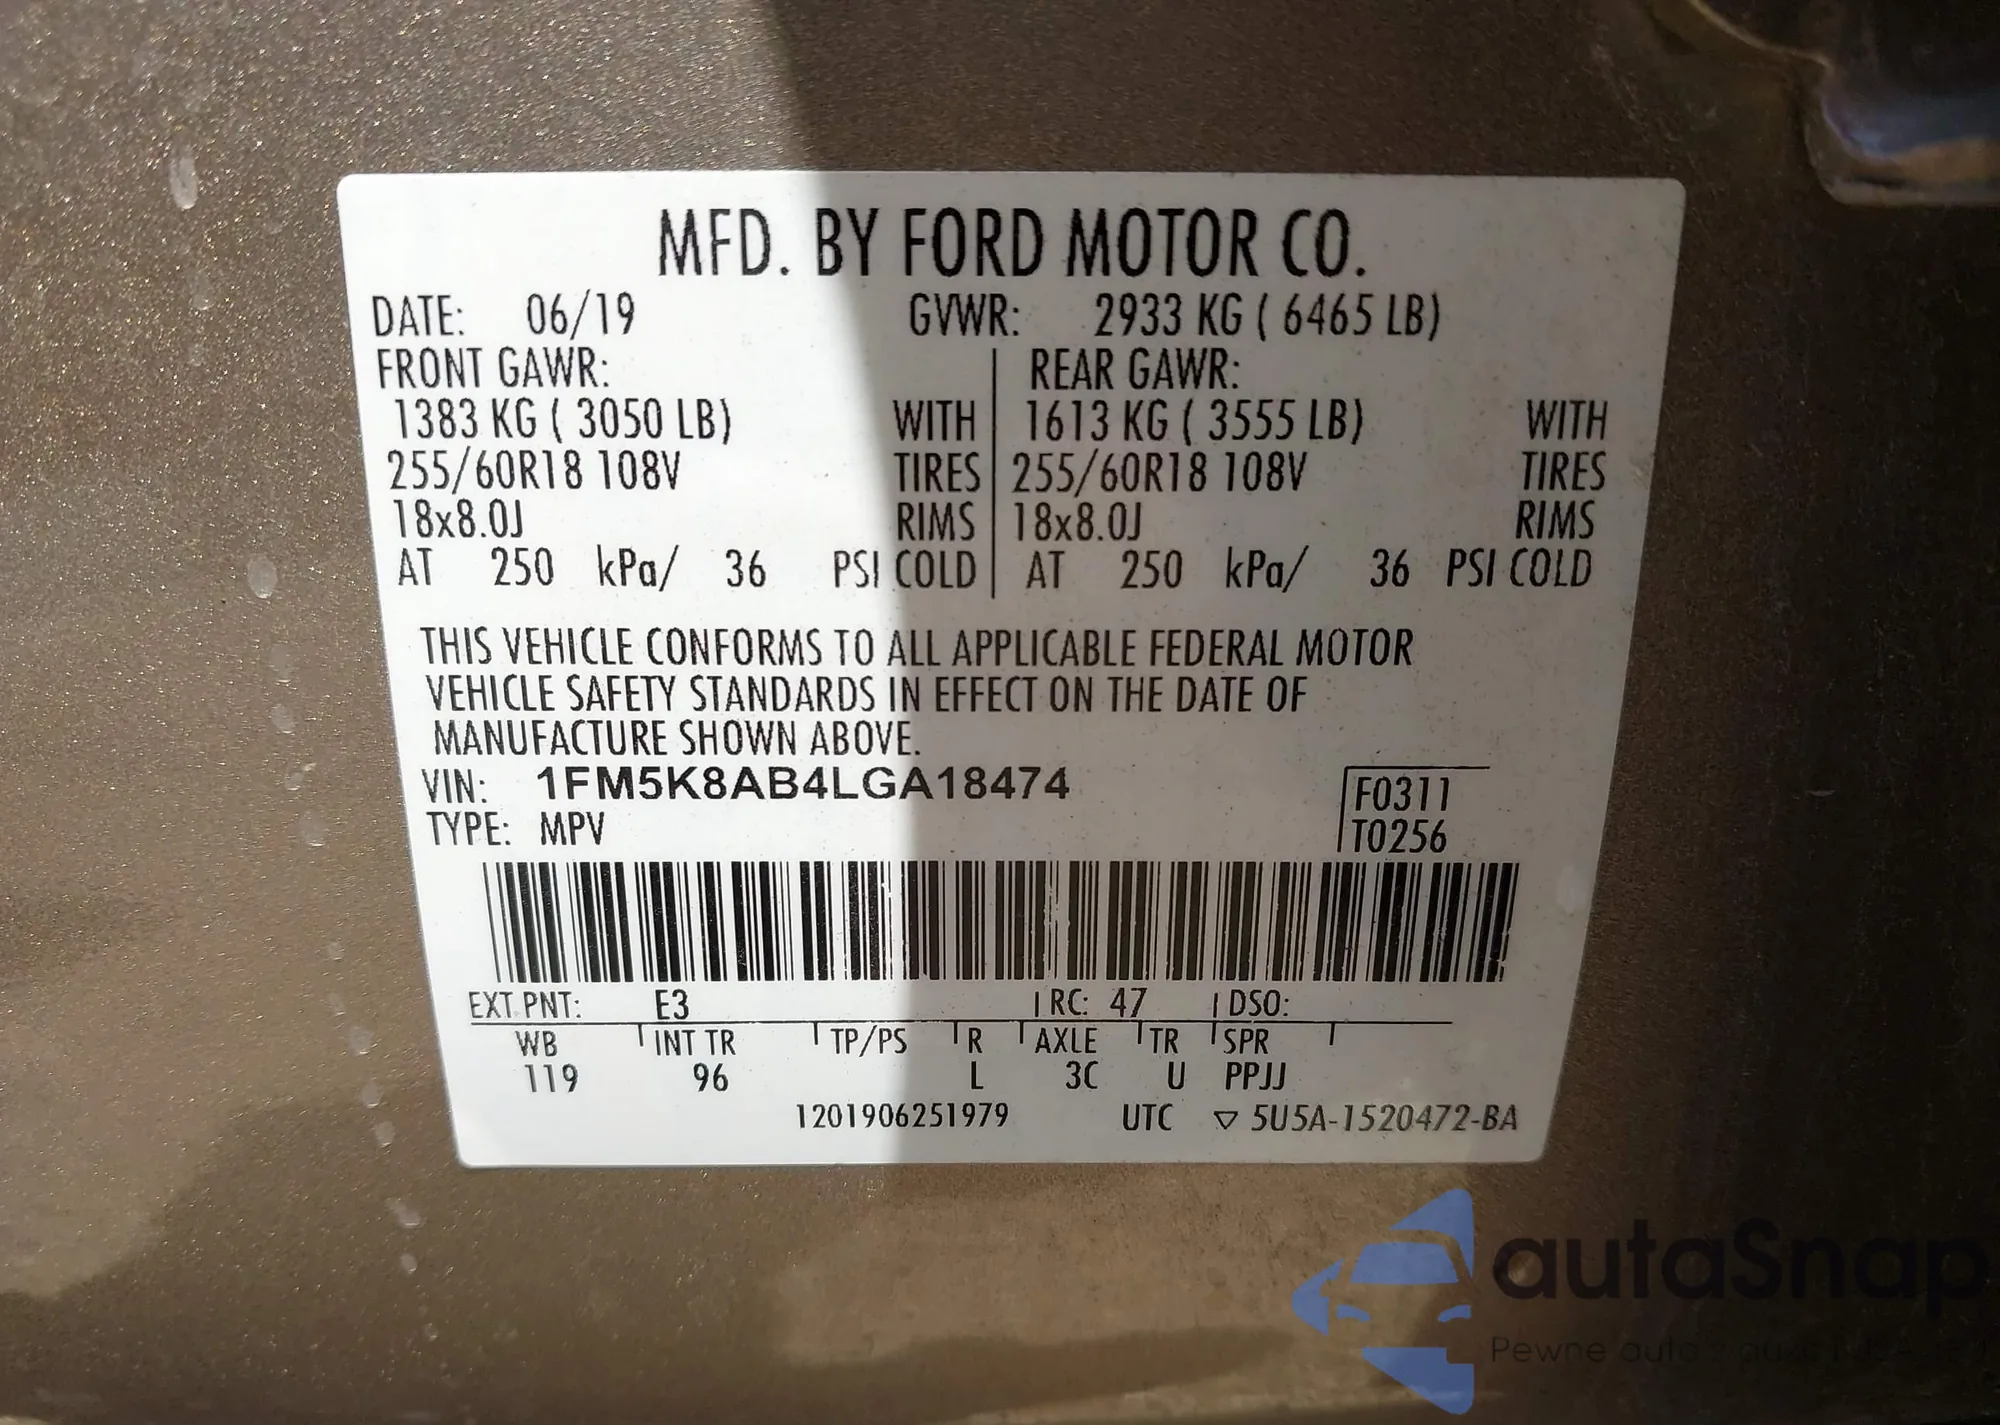 MFD. BY FORD MOTOR CO.
DATE: 06/19 GVWR: 2933 KG ( 6465 LB)
FRONT GAWR: REAR GAWR:
1383 KG ( 3050 LB) WITH 1613 KG ( 3555 LB) WITH
255/60R18 108V TIRES 255/60R18 108V TIRES
18x8.0J RIMS 18x8.0J RIMS
AT 250 kPa/ 36 PSI COLD AT 250 kPa/ 36 PSI COLD
THIS VEHICLE CONFORMS TO ALL APPLICABLE FEDERAL MOTOR
VEHICLE SAFETY STANDARDS IN EFFECT ON THE DATE OF
MANUFACTURE SHOWN ABOVE.
VIN: 1FM5K8AB4LGA18474 F0311
TYPE: MPV T0256
EXT PNT: E3 RC: 47 DSO:
WB INT TR TP/PS R AXLE TR SPR
119 96 L 3C U PPJJ
1201906251979 UTC ▽ 5U5A-1520472-BA
autaSnap
Pewne auto z